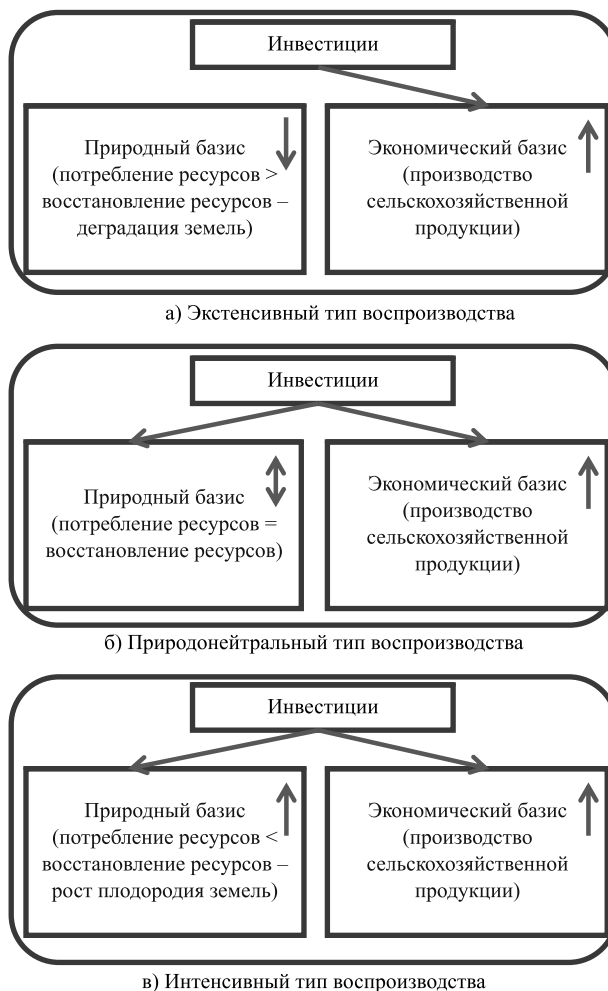 Инвестиции
Природный базис
(потребление ресурсов >
восстановление ресурсов –
деградация земель)
Экономический базис
(производство
сельскохозяйственной
продукции)
а) Экстенсивный тип воспроизводства
Инвестиции
Природный базис
(потребление ресурсов =
восстановление ресурсов)
Экономический базис
(производство
сельскохозяйственной
продукции)
б) Природонейтральный тип воспроизводства
Инвестиции
Природный базис
(потребление ресурсов <
восстановление ресурсов –
рост плодородия земель)
Экономический базис
(производство
сельскохозяйственной
продукции)
в) Интенсивный тип воспроизводства